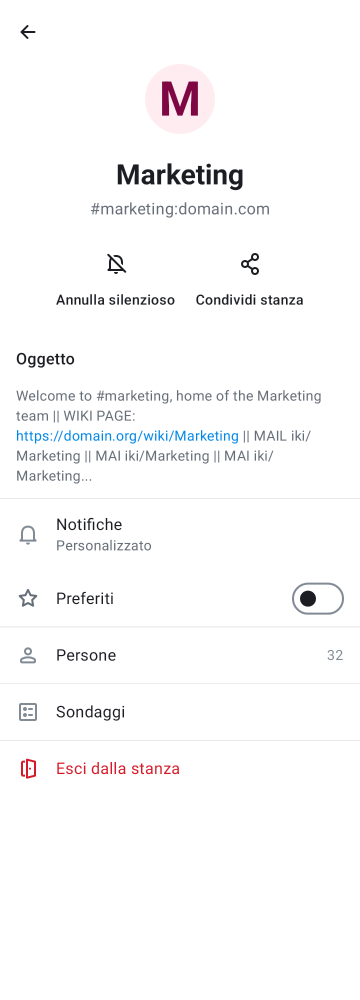 M
Marketing
#marketing:domain.com
Annulla silenzioso
Condividi stanza
Oggetto
Welcome to #marketing, home of the Marketing
team || WIKI PAGE:
https://domain.org/wiki/Marketing || MAIL iki/
Marketing || MAI iki/Marketing || MAI iki/
Marketing...
Notifiche
Personalizzato
Preferiti
Persone 32
Sondaggi
Esci dalla stanza